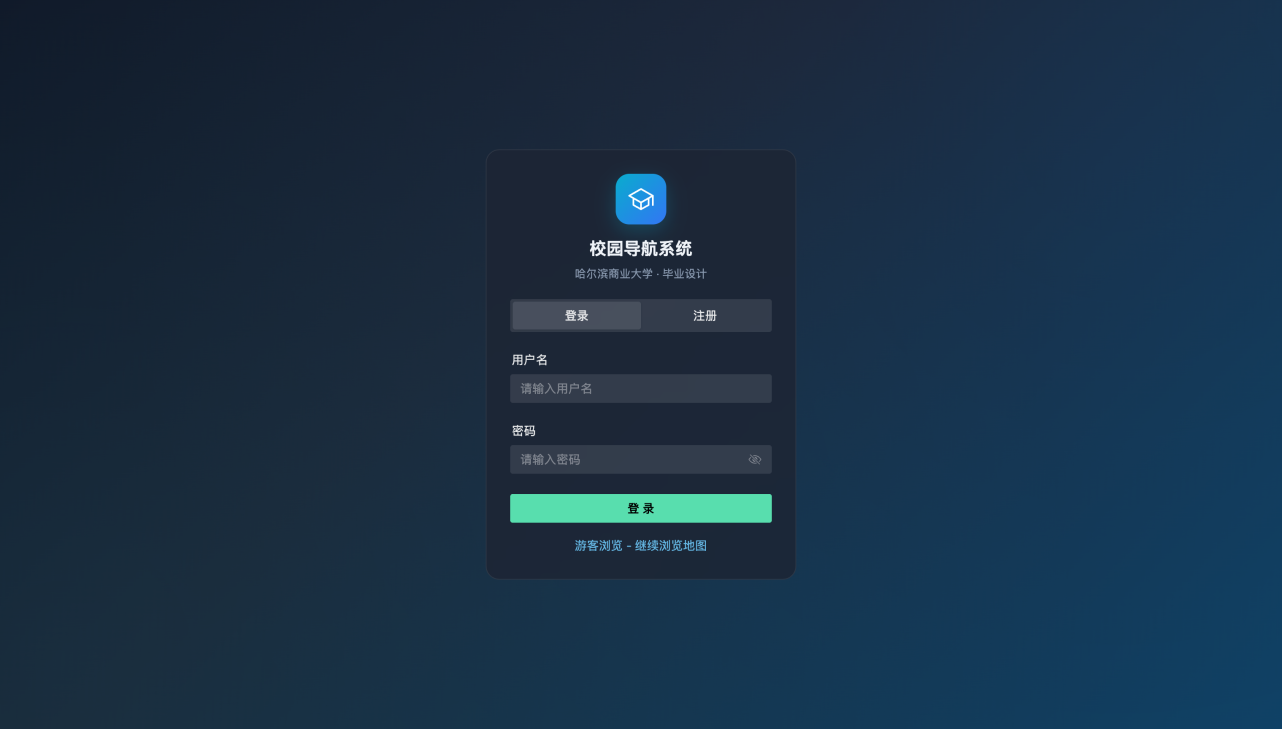 校园导航系统
哈尔滨商业大学 · 毕业设计
登录 注册
用户名
请输入用户名
密码
请输入密码
登 录
游客浏览 - 继续浏览地图